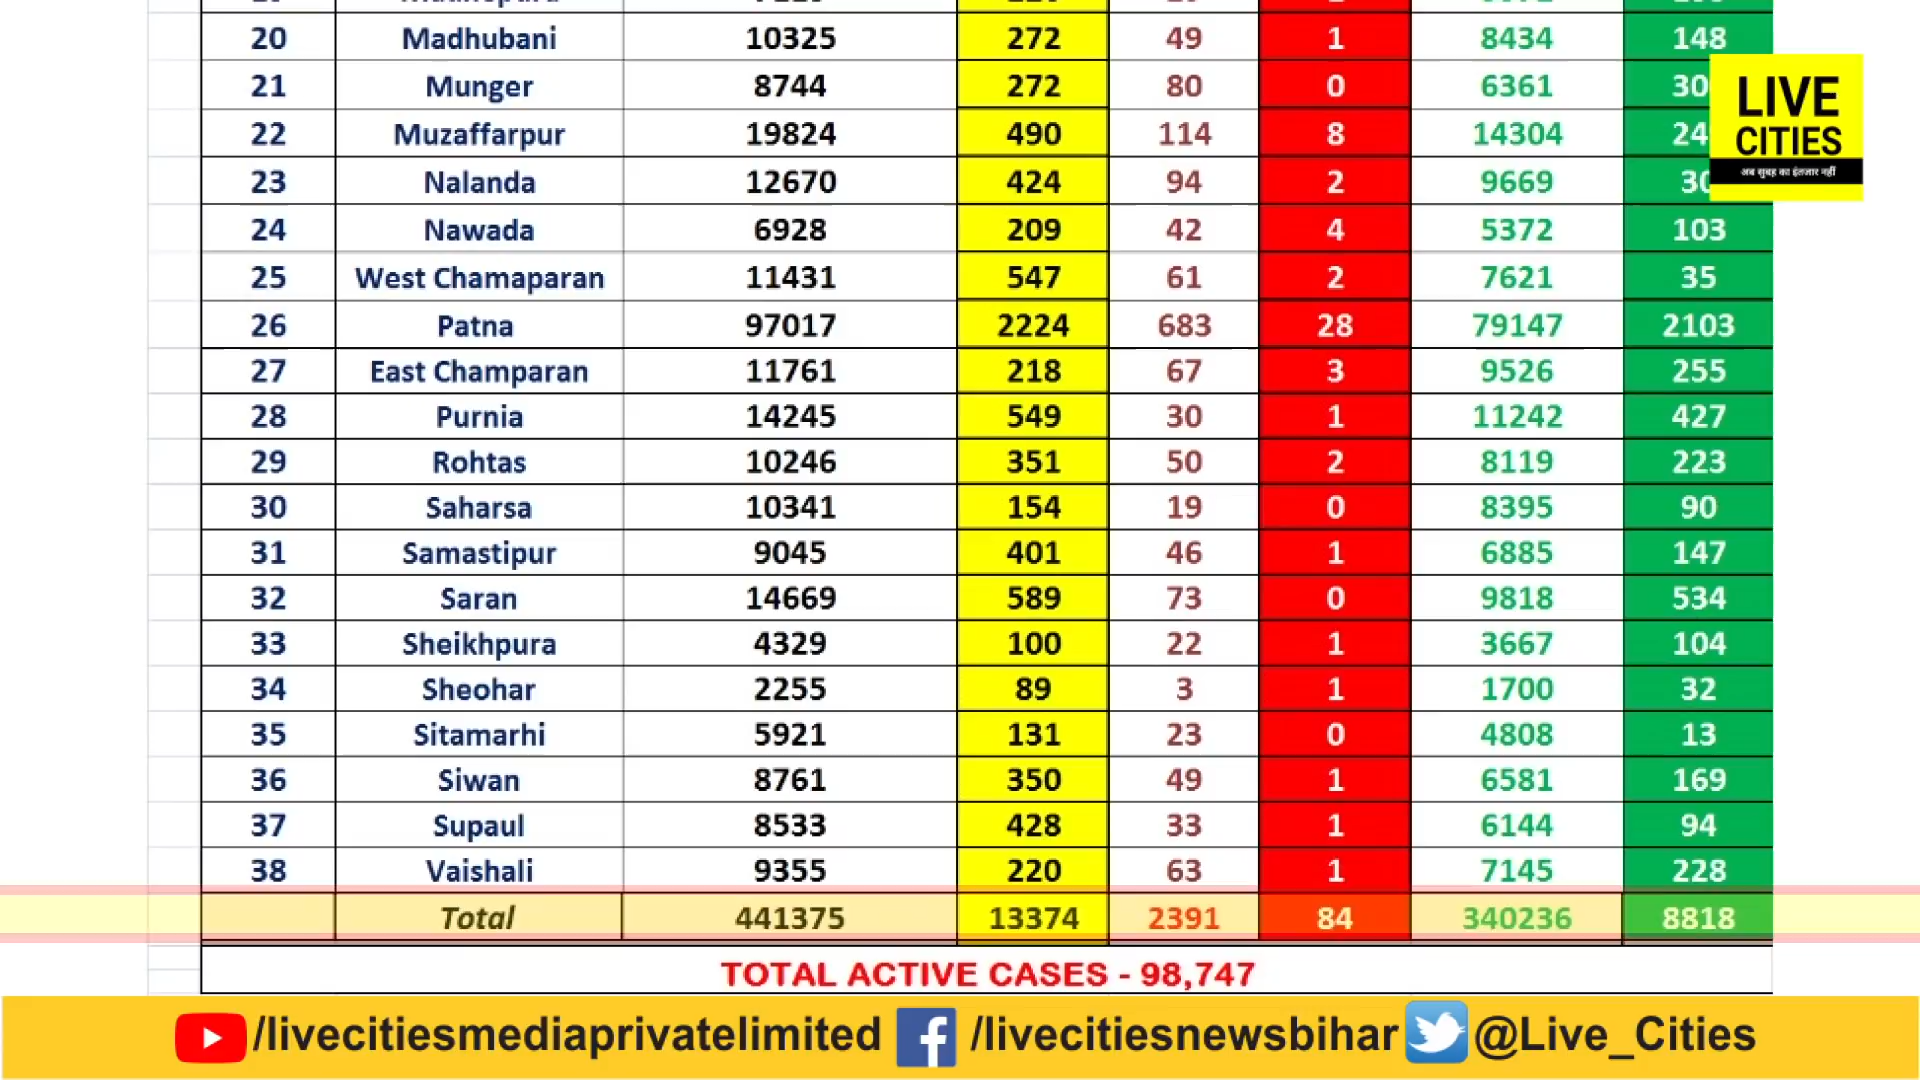 20 Madhubani 10325 272 49 1 8434 148
21 Munger 8744 272 80 0 6361 30
22 Muzaffarpur 19824 490 114 8 14304 24
23 Nalanda 12670 424 94 2 9669 30
24 Nawada 6928 209 42 4 5372 103
25 West Chamaparan 11431 547 61 2 7621 35
26 Patna 97017 2224 683 28 79147 2103
27 East Champaran 11761 218 67 3 9526 255
28 Purnia 14245 549 30 1 11242 427
29 Rohtas 10246 351 50 2 8119 223
30 Saharsa 10341 154 19 0 8395 90
31 Samastipur 9045 401 46 1 6885 147
32 Saran 14669 589 73 0 9818 534
33 Sheikhpura 4329 100 22 1 3667 104
34 Sheohar 2255 89 3 1 1700 32
35 Sitamarhi 5921 131 23 0 4808 13
36 Siwan 8761 350 49 1 6581 169
37 Supaul 8533 428 33 1 6144 94
38 Vaishali 9355 220 63 1 7145 228
Total 441375 13374 2391 84 340236 8818
TOTAL ACTIVE CASES - 98,747
LIVE
CITIES
अब सुबह का इंतजार नहीं
/livecitiesmediaprivatelimited /livecitiesnewsbihar @Live_Cities